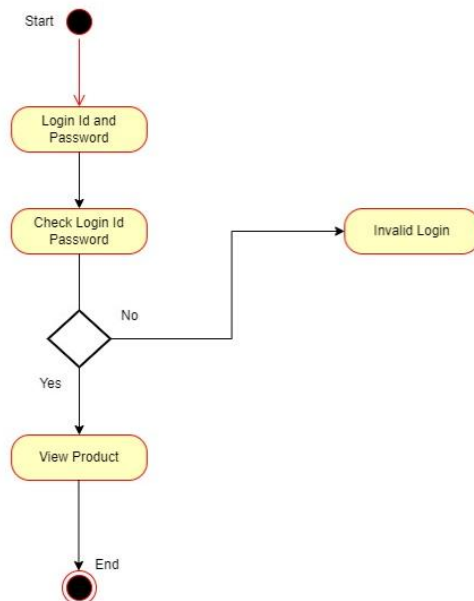 Start
Login Id and
Password
Check Login Id
Password
Invalid Login
No
Yes
View Product
End